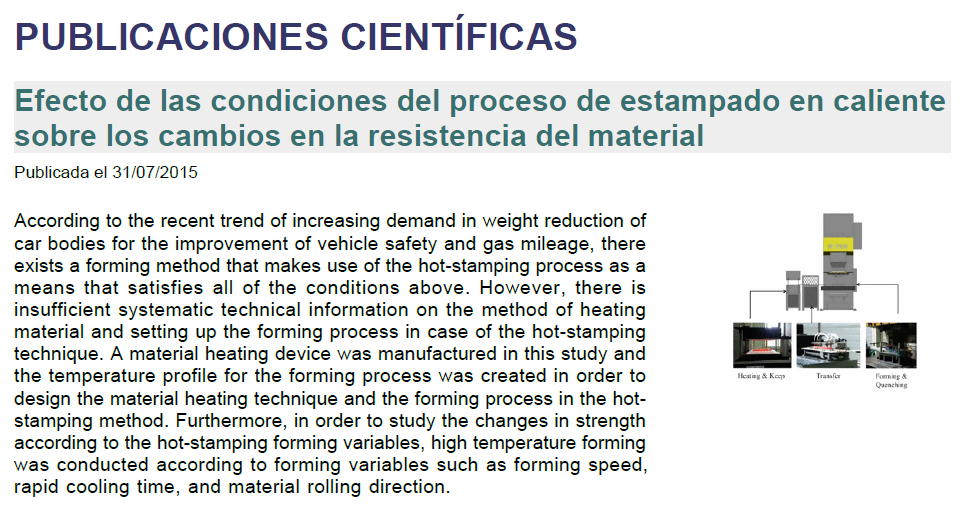 PUBLICACIONES CIENTÍFICAS
Efecto de las condiciones del proceso de estampado en caliente
sobre los cambios en la resistencia del material
Publicada el 31/07/2015
According to the recent trend of increasing demand in weight reduction of
car bodies for the improvement of vehicle safety and gas mileage, there
exists a forming method that makes use of the hot-stamping process as a
means that satisfies all of the conditions above. However, there is
insufficient systematic technical information on the method of heating
material and setting up the forming process in case of the hot-stamping
technique. A material heating device was manufactured in this study and
the temperature profile for the forming process was created in order to
design the material heating technique and the forming process in the hot-
stamping method. Furthermore, in order to study the changes in strength
according to the hot-stamping forming variables, high temperature forming
was conducted according to forming variables such as forming speed,
rapid cooling time, and material rolling direction.
Heating & Keep
Transfer
Forming &
Quenching